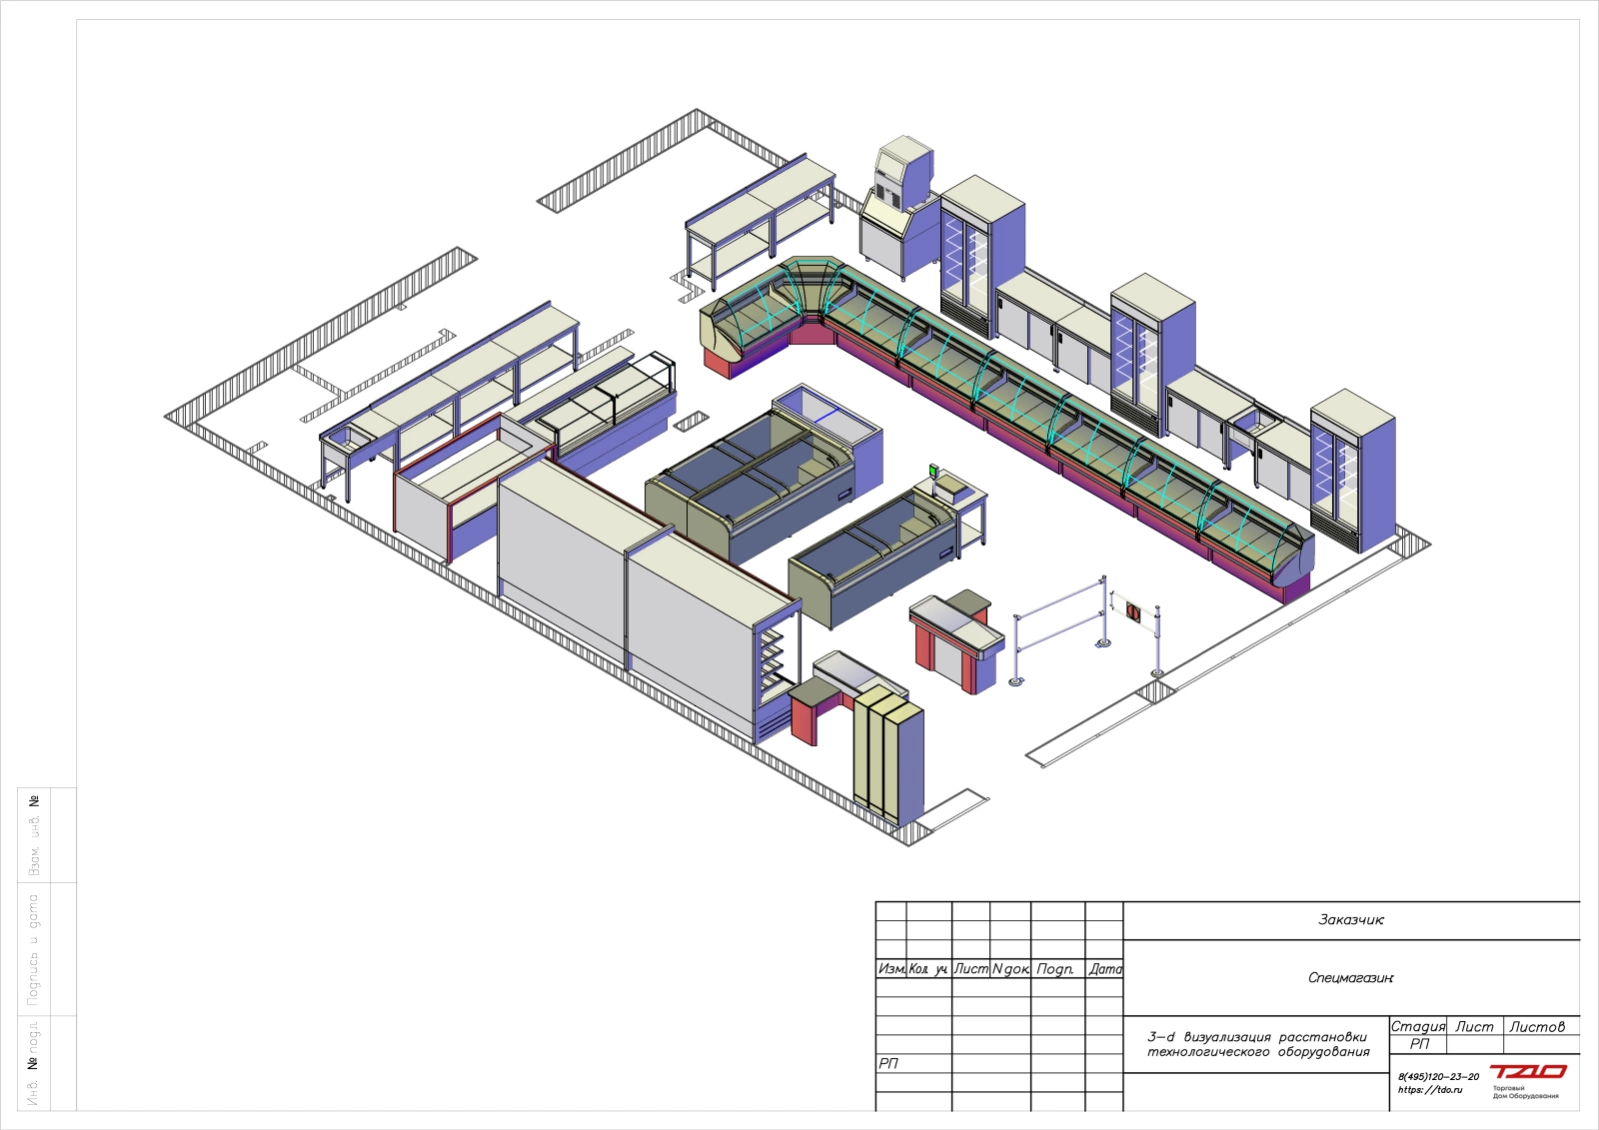 Заказчик:
Спецмагазин:
Изм. Кол. уч. Лист N док. Подп. Дата
3-d визуализация расстановки
технологического оборудования
Стадия Лист Листов
РП
РП
8(495)120-23-20
https://tdo.ru
ТДО
Торговый
Дом Оборудования
Взам. инв. №
Подпись и дата
Инв. № подл.